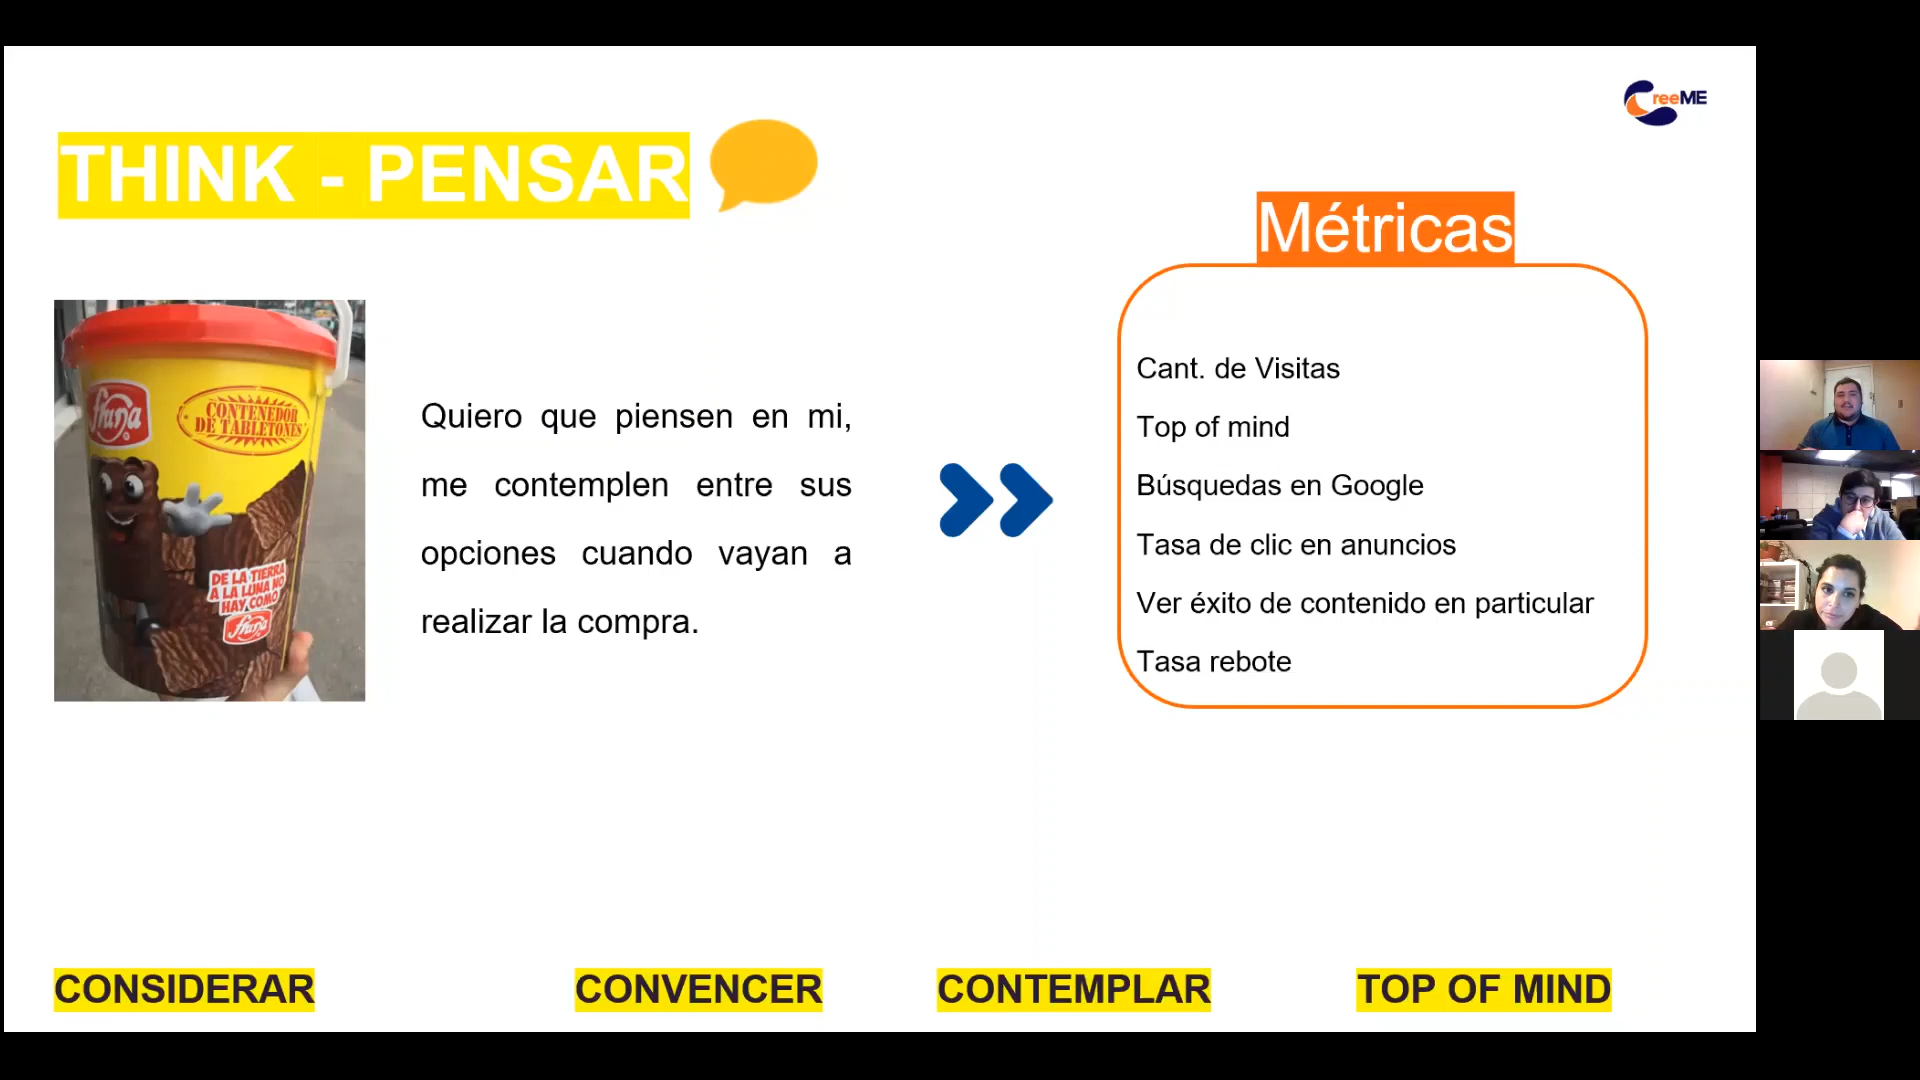 reeME
THINK - PENSAR
Métricas
CONTENEDOR
DE TABLETONES
DE LA TIERRA
A LA LUNA NO
HAY COMO
Quiero que piensen en mi,
me contemplen entre sus
opciones cuando vayan a
realizar la compra.
Cant. de Visitas
Top of mind
Búsquedas en Google
Tasa de clic en anuncios
Ver éxito de contenido en particular
Tasa rebote
CONSIDERAR
CONVENCER
CONTEMPLAR
TOP OF MIND